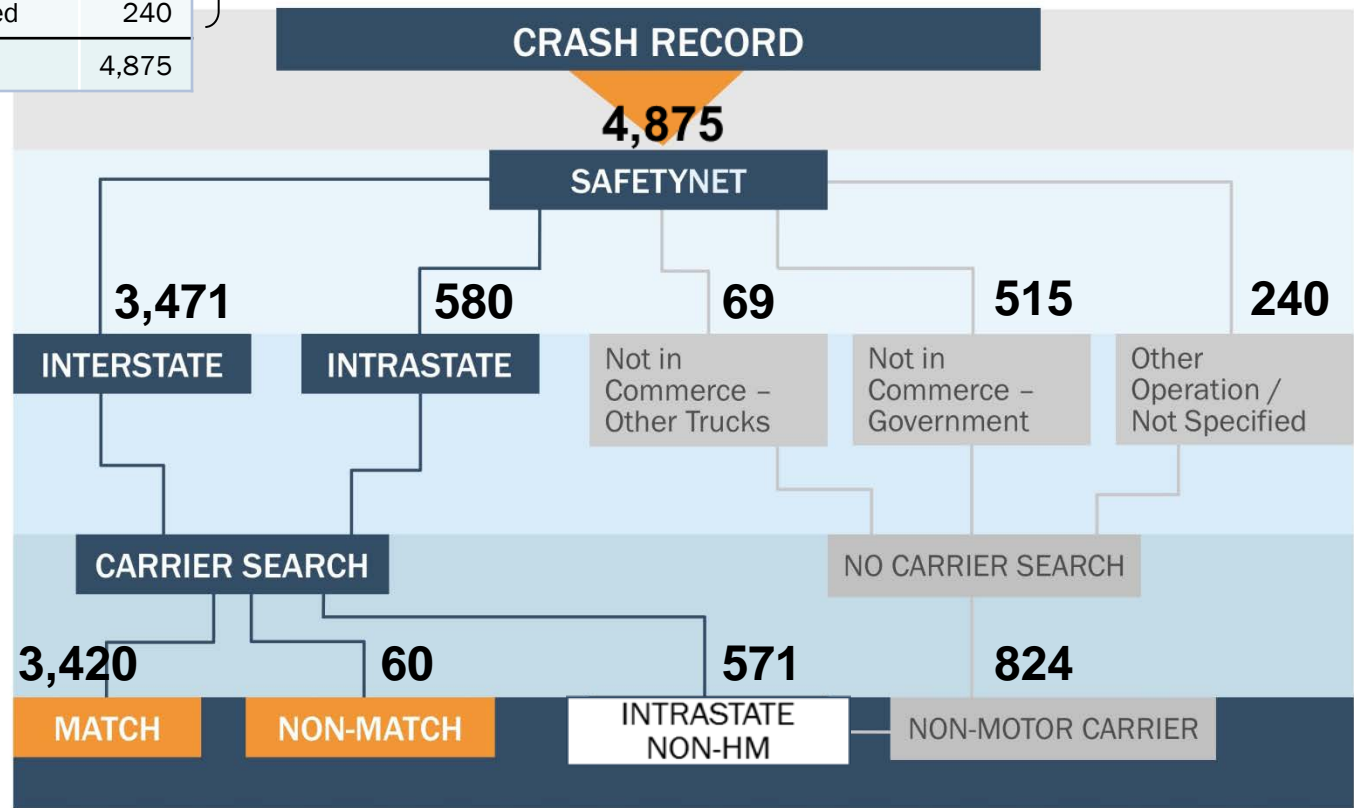 240
4,875
CRASH RECORD
4,875
SAFETYNET
3,471
580
69
515
240
INTERSTATE
INTRASTATE
Not in
Commerce –
Other Trucks
Not in
Commerce –
Government
Other
Operation /
Not Specified
CARRIER SEARCH
NO CARRIER SEARCH
3,420
60
571
824
MATCH
NON-MATCH
INTRASTATE
NON-HM
NON-MOTOR CARRIER